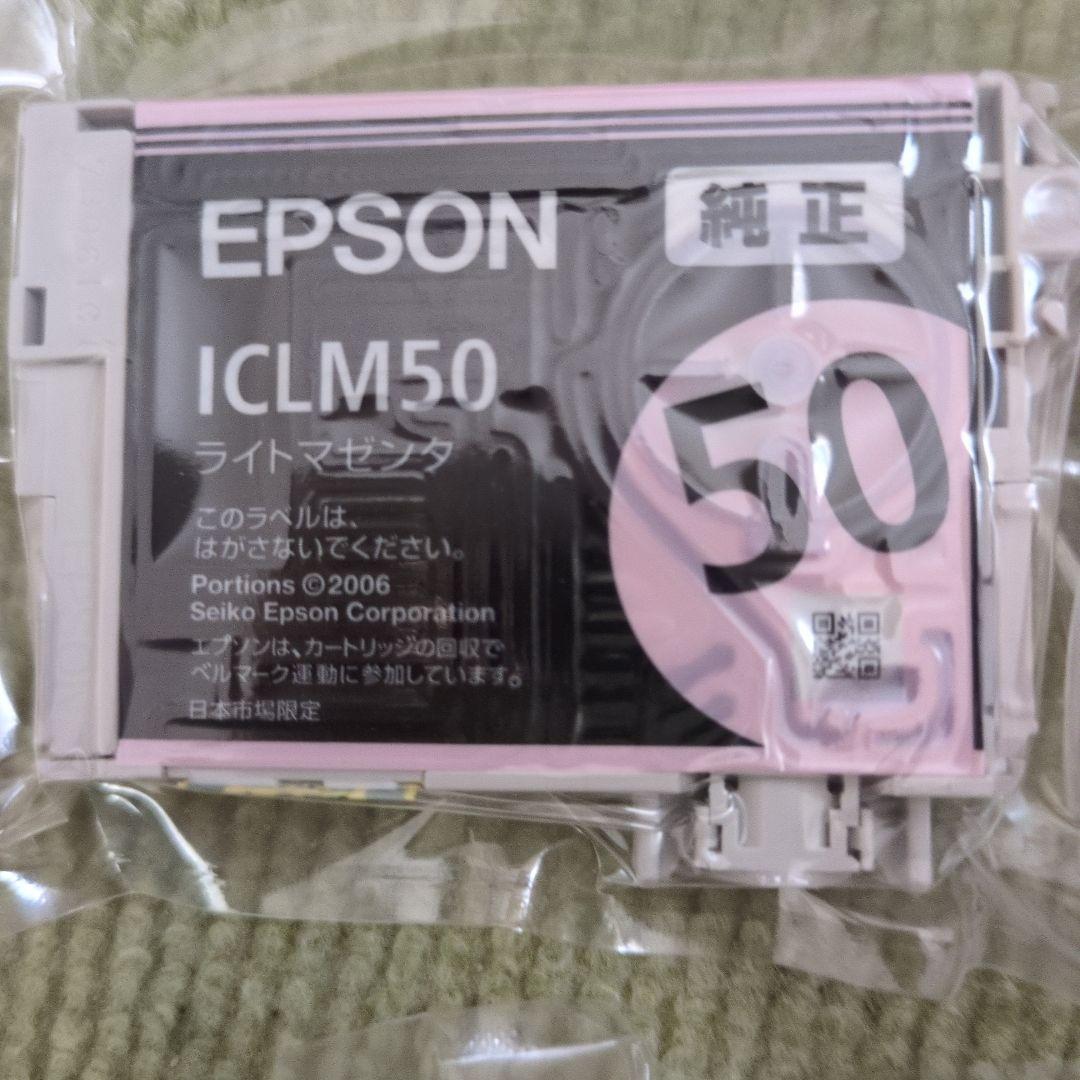 EPSON
純正
ICLM50
ライトマゼンタ
50
このラベルは、
はがさないでください。
Portions ©2006
Seiko Epson Corporation
エプソンは、カートリッジの回収で
ベルマーク運動に参加しています。
日本市場限定